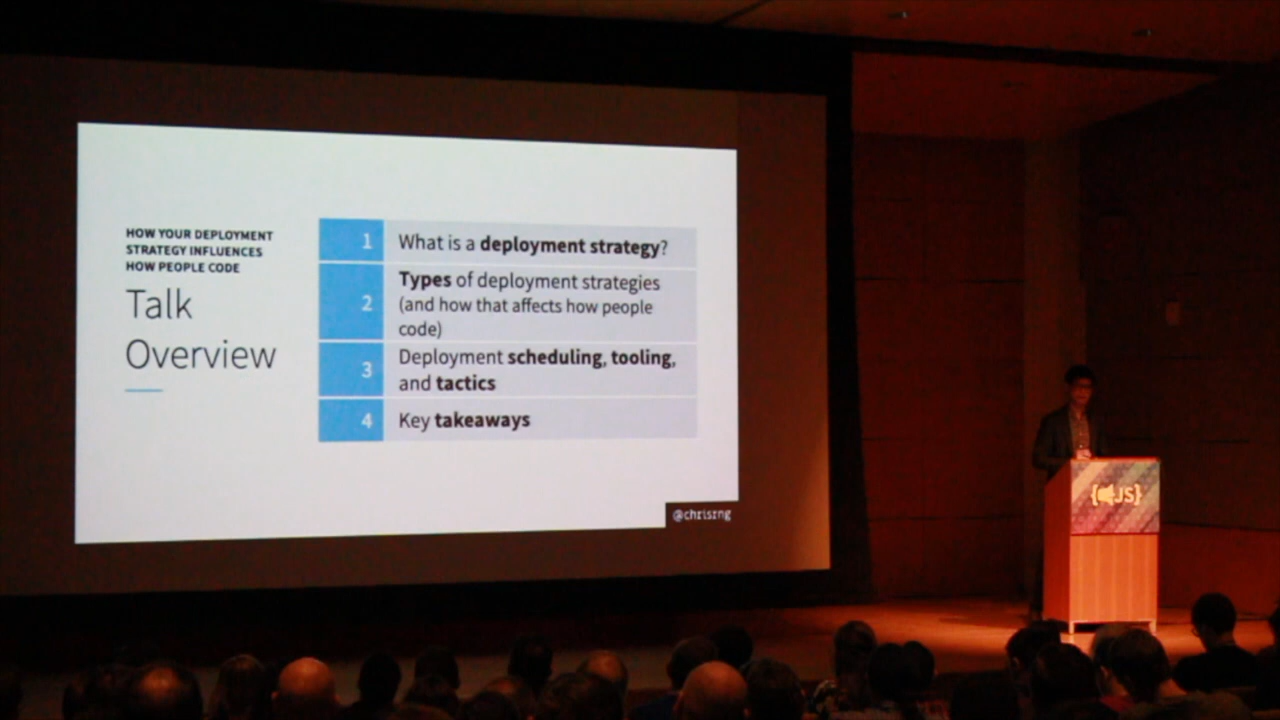 HOW YOUR DEPLOYMENT
STRATEGY INFLUENCES
HOW PEOPLE CODE
Talk
Overview
1
What is a deployment strategy?
2
Types of deployment strategies
(and how that affects how people
code)
3
Deployment scheduling, tooling,
and tactics
4
Key takeaways
@chrisrng
{JS}